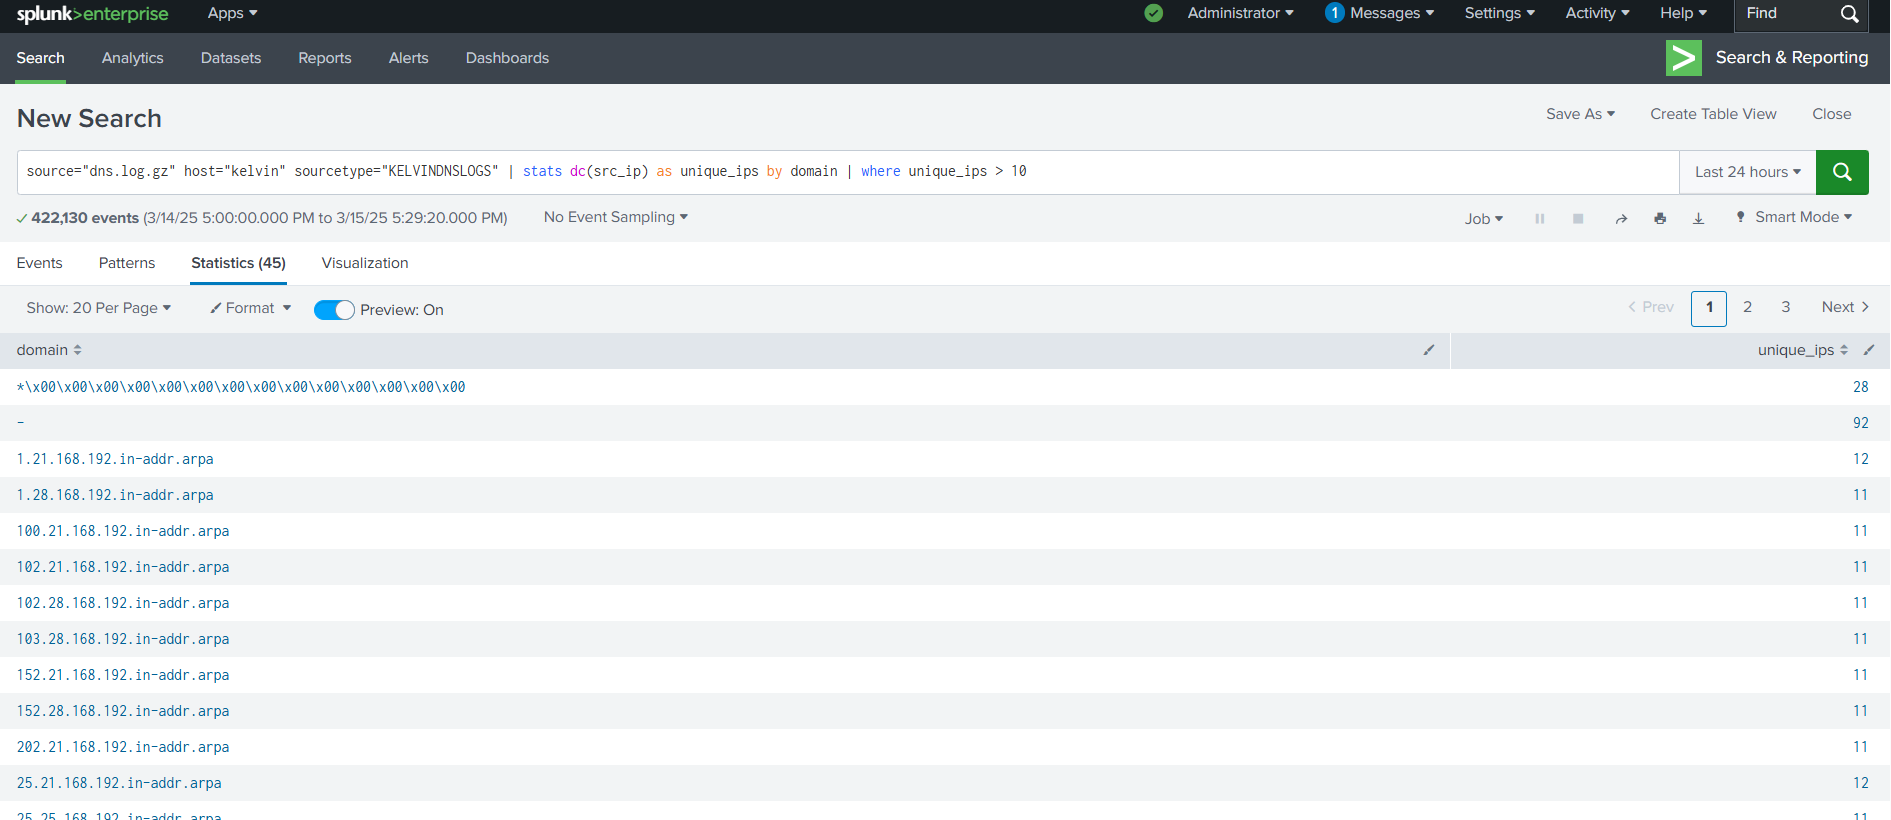 splunk>enterprise Apps Administrator 1 Messages Settings Activity Help Find
Search Analytics Datasets Reports Alerts Dashboards Search & Reporting
New Search Save As Create Table View Close
source="dns.log.gz" host="kelvin" sourcetype="KELVINDNSLOGS" | stats dc(src_ip) as unique_ips by domain | where unique_ips > 10 Last 24 hours
422,130 events (3/14/25 5:00:00.000 PM to 3/15/25 5:29:20.000 PM) No Event Sampling Job Smart Mode
Events Patterns Statistics (45) Visualization
Show: 20 Per Page Format Preview: On < Prev 1 2 3 Next >
domain unique_ips
*\x00\x00\x00\x00\x00\x00\x00\x00\x00\x00\x00\x00\x00\x00 28
- 92
1.21.168.192.in-addr.arpa 12
1.28.168.192.in-addr.arpa 11
100.21.168.192.in-addr.arpa 11
102.21.168.192.in-addr.arpa 11
102.28.168.192.in-addr.arpa 11
103.28.168.192.in-addr.arpa 11
152.21.168.192.in-addr.arpa 11
152.28.168.192.in-addr.arpa 11
202.21.168.192.in-addr.arpa 11
25.21.168.192.in-addr.arpa 12
25.25.168.192.in-addr.arpa 11